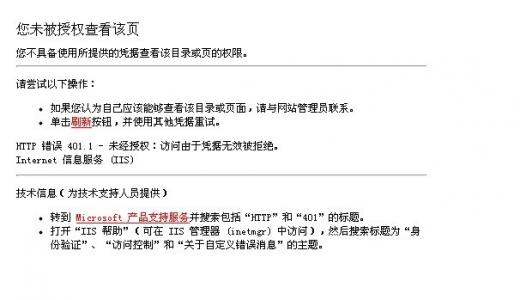 您未被授权查看该页
您不具备使用所提供的凭据查看该目录或页的权限。
请尝试以下操作：
• 如果您认为自己应该能够查看该目录或页面，请与网站管理员联系。
• 单击刷新按钮，并使用其他凭据重试。
HTTP 错误 401.1 - 未经授权：访问由于凭据无效被拒绝。
Internet 信息服务 (IIS)
技术信息（为技术支持人员提供）
• 转到 Microsoft 产品支持服务并搜索包括“HTTP”和“401”的标题。
• 打开“IIS 帮助”（可在 IIS 管理器 (inetmgr) 中访问），然后搜索标题为“身
份验证”、“访问控制”和“关于自定义错误消息”的主题。